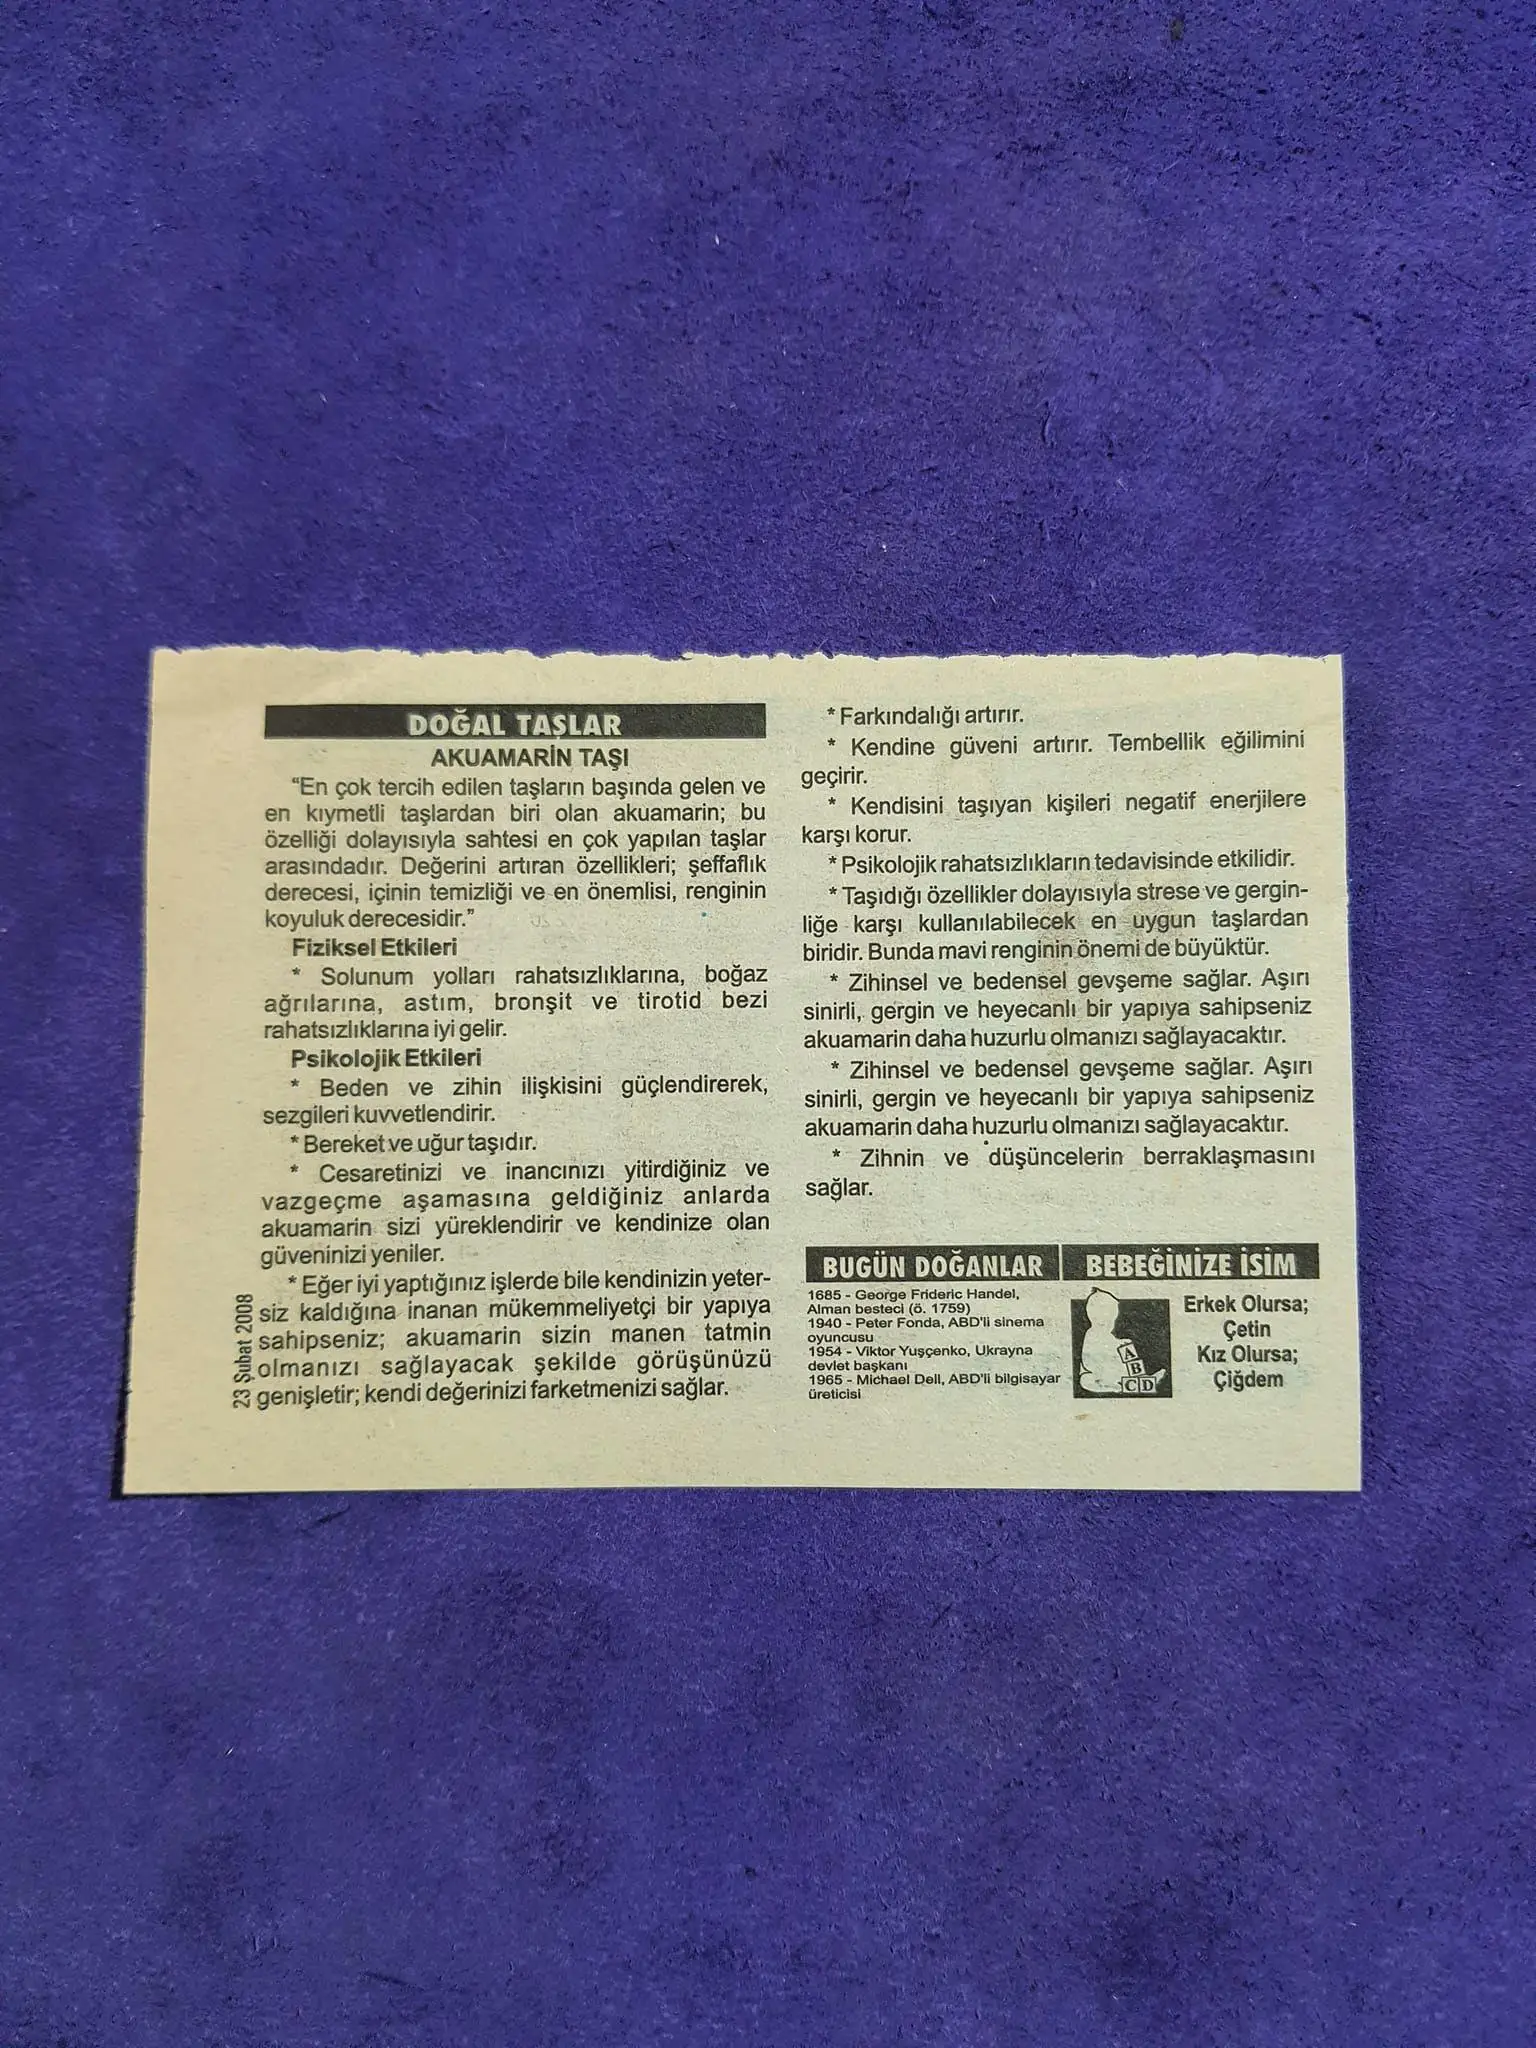 DOĞAL TAŞLAR
AKUAMARİN TAŞI
“En çok tercih edilen taşların başında gelen ve
en kıymetli taşlardan biri olan akuamarin; bu
özelliği dolayısıyla sahtesi en çok yapılan taşlar
arasındadır. Değerini artıran özellikleri; şeffaflık
derecesi, içinin temizliği ve en önemlisi, renginin
koyuluk derecesidir.”
Fiziksel Etkileri
* Solunum yolları rahatsızlıklarına, boğaz
ağrılarına, astım, bronşit ve tirotid bezi
rahatsızlıklarına iyi gelir.
Psikolojik Etkileri
* Beden ve zihin ilişkisini güçlendirerek,
sezgileri kuvvetlendirir.
* Bereket ve uğur taşıdır.
* Cesaretinizi ve inancınızı yitirdiğiniz ve
vazgeçme aşamasına geldiğiniz anlarda
akuamarin sizi yüreklendirir ve kendinize olan
güveninizi yeniler.
* Eğer iyi yaptığınız işlerde bile kendinizin yeter-
siz kaldığına inanan mükemmeliyetçi bir yapıya
sahipseniz; akuamarin sizin manen tatmin
olmanızı sağlayacak şekilde görüşünüzü
genişletir; kendi değerinizi farketmenizi sağlar.
23 Şubat 2008
* Farkındalığı artırır.
* Kendine güveni artırır. Tembellik eğilimini
geçirir.
* Kendisini taşıyan kişileri negatif enerjilere
karşı korur.
* Psikolojik rahatsızlıkların tedavisinde etkilidir.
* Taşıdığı özellikler dolayısıyla strese ve gergin-
liğe karşı kullanılabilecek en uygun taşlardan
biridir. Bunda mavi renginin önemi de büyüktür.
* Zihinsel ve bedensel gevşeme sağlar. Aşırı
sinirli, gergin ve heyecanlı bir yapıya sahipseniz
akuamarin daha huzurlu olmanızı sağlayacaktır.
* Zihinsel ve bedensel gevşeme sağlar. Aşırı
sinirli, gergin ve heyecanlı bir yapıya sahipseniz
akuamarin daha huzurlu olmanızı sağlayacaktır.
* Zihnin ve düşüncelerin berraklaşmasını
sağlar.
BUGÜN DOĞANLAR
1685 - George Frideric Handel,
Alman besteci (ö. 1759)
1940 - Peter Fonda, ABD'li sinema
oyuncusu
1954 - Viktor Yuşçenko, Ukrayna
devlet başkanı
1965 - Michael Dell, ABD'li bilgisayar
üreticisi
BEBEĞİNİZE İSİM
A
B
C D
Erkek Olursa;
Çetin
Kız Olursa;
Çiğdem